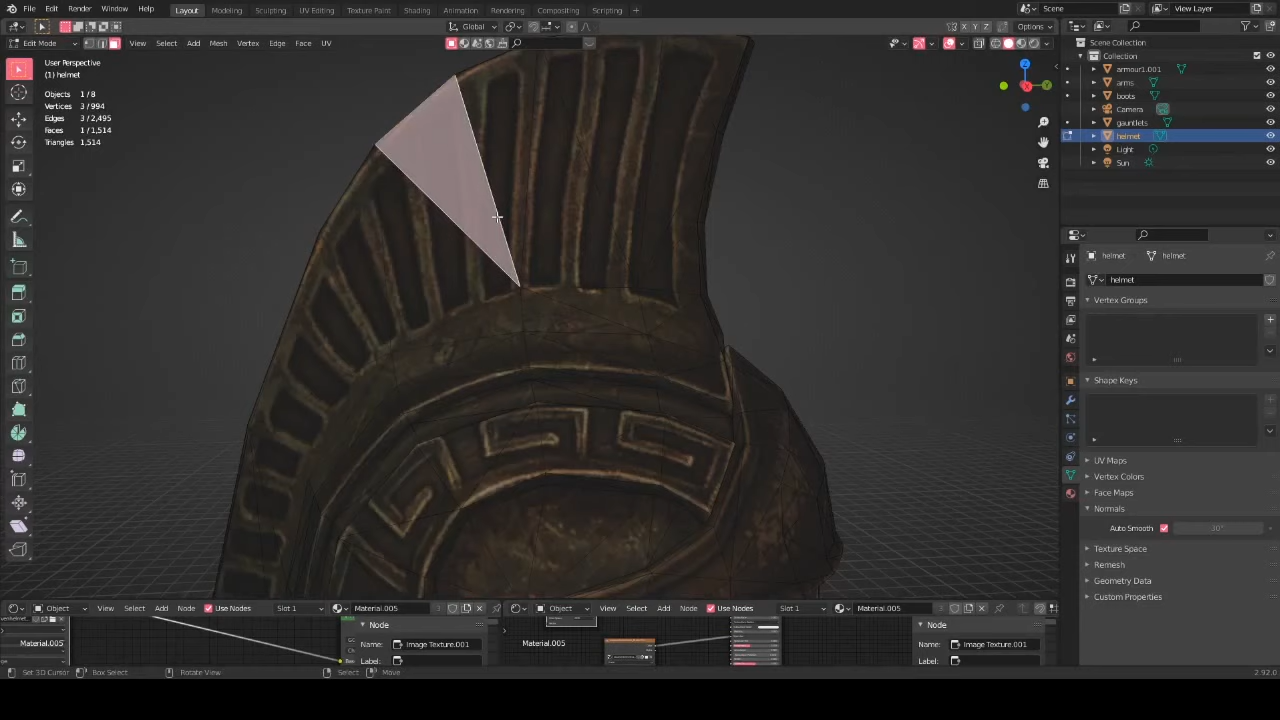 File Edit Render Window Help Layout Modeling Sculpting UV Editing Texture Paint Shading Animation Rendering Compositing Scripting + Scene View Layer
Global X Y Z Options
Edit Mode View Select Add Mesh Vertex Edge Face UV
User Perspective
(1) helmet
Objects 1/8
Vertices 3/994
Edges 3/2,495
Faces 1/1,514
Triangles 1,514
Z
Scene Collection
Collection
armour1.001
arms
boots
Camera
gauntlets
helmet
Light
Sun
helmet helmet
helmet
Vertex Groups
Shape Keys
UV Maps
Vertex Colors
Face Maps
Normals
Auto Smooth 30°
Texture Space
Remesh
Geometry Data
Custom Properties
Object View Select Add Node Use Nodes Slot 1 Material.005 3
Object View Select Add Node Use Nodes Slot 1 Material.005
Node
Material.005
Name: Image Texture.001
Label:
Node
Material.005
Name: Image Texture.001
Label:
Set 3D Cursor Box Select Rotate View Select Move 2.92.0